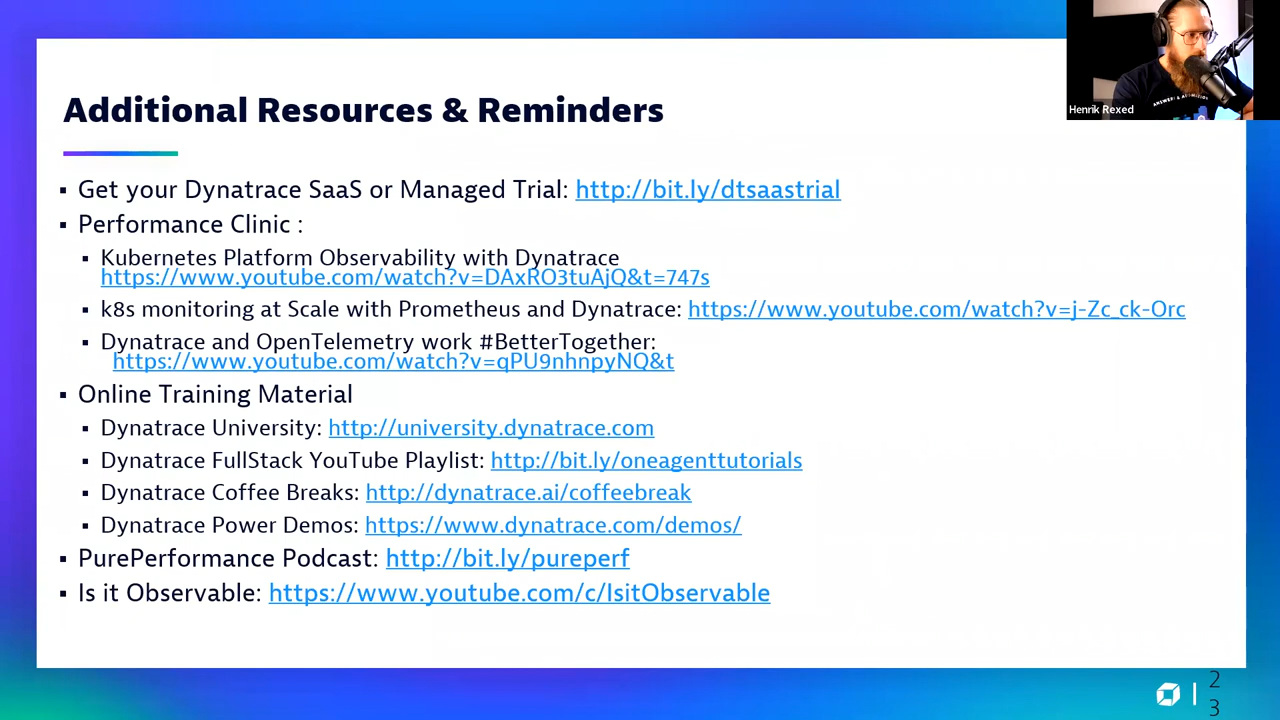 Additional Resources & Reminders
Henrik Rexed
▪ Get your Dynatrace SaaS or Managed Trial: http://bit.ly/dtsaastrial
▪ Performance Clinic :
▪ Kubernetes Platform Observability with Dynatrace
https://www.youtube.com/watch?v=DAxRO3tuAjQ&t=747s
▪ k8s monitoring at Scale with Prometheus and Dynatrace: https://www.youtube.com/watch?v=j-Zc_ck-Orc
▪ Dynatrace and OpenTelemetry work #BetterTogether:
https://www.youtube.com/watch?v=qPU9nhnpyNQ&t
▪ Online Training Material
▪ Dynatrace University: http://university.dynatrace.com
▪ Dynatrace FullStack YouTube Playlist: http://bit.ly/oneagenttutorials
▪ Dynatrace Coffee Breaks: http://dynatrace.ai/coffeebreak
▪ Dynatrace Power Demos: https://www.dynatrace.com/demos/
▪ PurePerformance Podcast: http://bit.ly/pureperf
▪ Is it Observable: https://www.youtube.com/c/IsitObservable
2
3